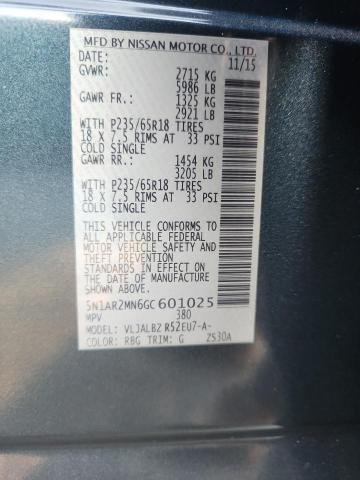 MFD BY NISSAN MOTOR CO., LTD.
DATE: 11/15
GVWR: 2715 KG
5986 LB
GAWR FR.: 1325 KG
2921 LB
WITH P235/65R18 TIRES
18 X 7.5 RIMS AT 33 PSI
COLD SINGLE
GAWR RR.: 1454 KG
3205 LB
WITH P235/65R18 TIRES
18 X 7.5 RIMS AT 33 PSI
COLD SINGLE
THIS VEHICLE CONFORMS TO
ALL APPLICABLE FEDERAL
MOTOR VEHICLE SAFETY AND
THEFT PREVENTION
STANDARDS IN EFFECT ON
THE DATE OF MANUFACTURE
SHOWN ABOVE.
5N1AR2MN6GC601025
MPV 380
MODEL: VLJALBZ R52EU7-A-
COLOR: RBG TRIM: G ZS30A